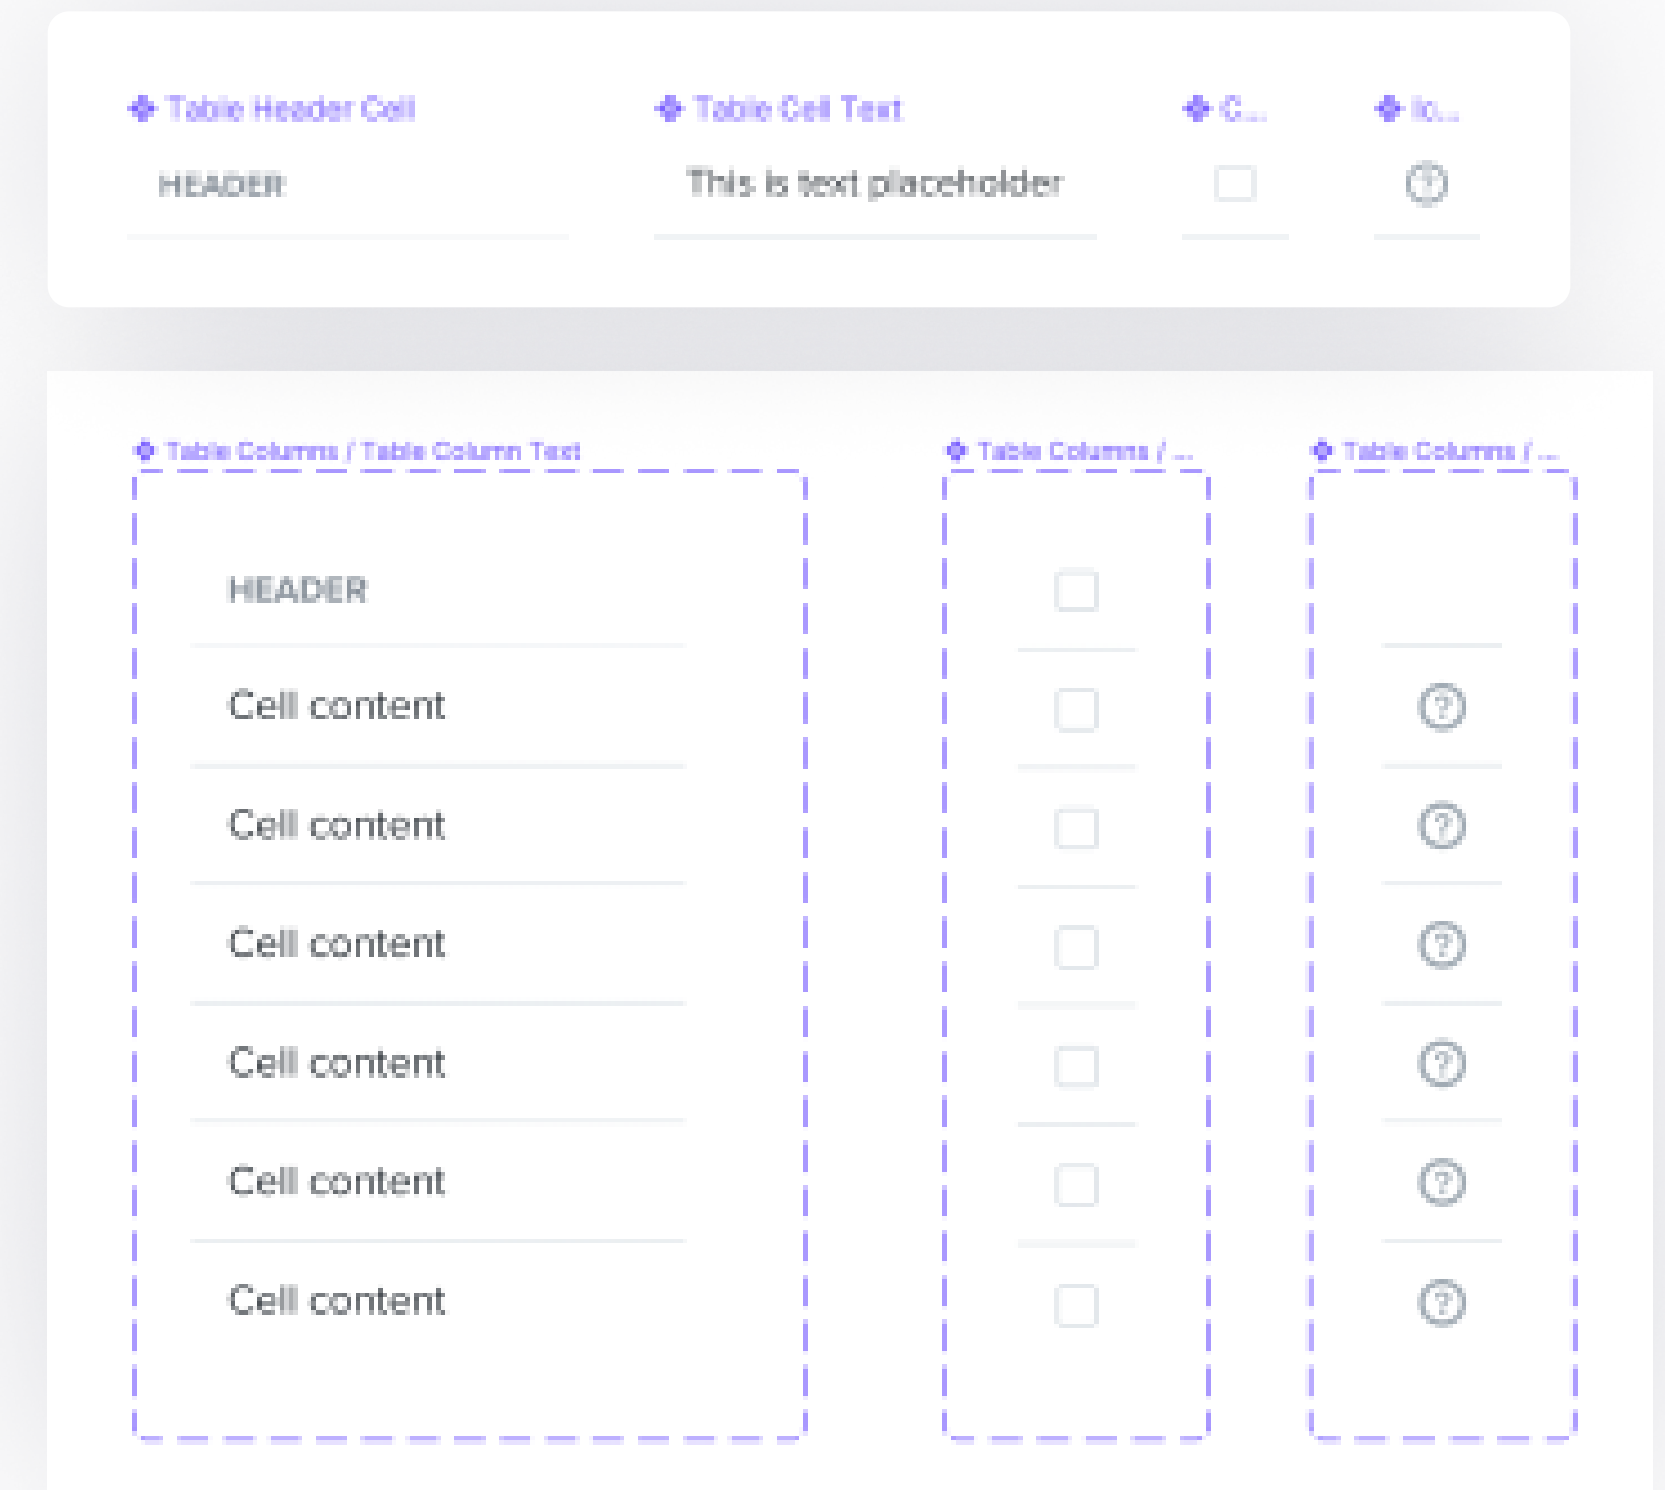 Table Header Cell
Table Cell Text
C...
Ic...
HEADER
This is text placeholder
Table Columns / Table Column Text
Table Columns / ...
Table Columns / ...
HEADER
Cell content
Cell content
Cell content
Cell content
Cell content
Cell content